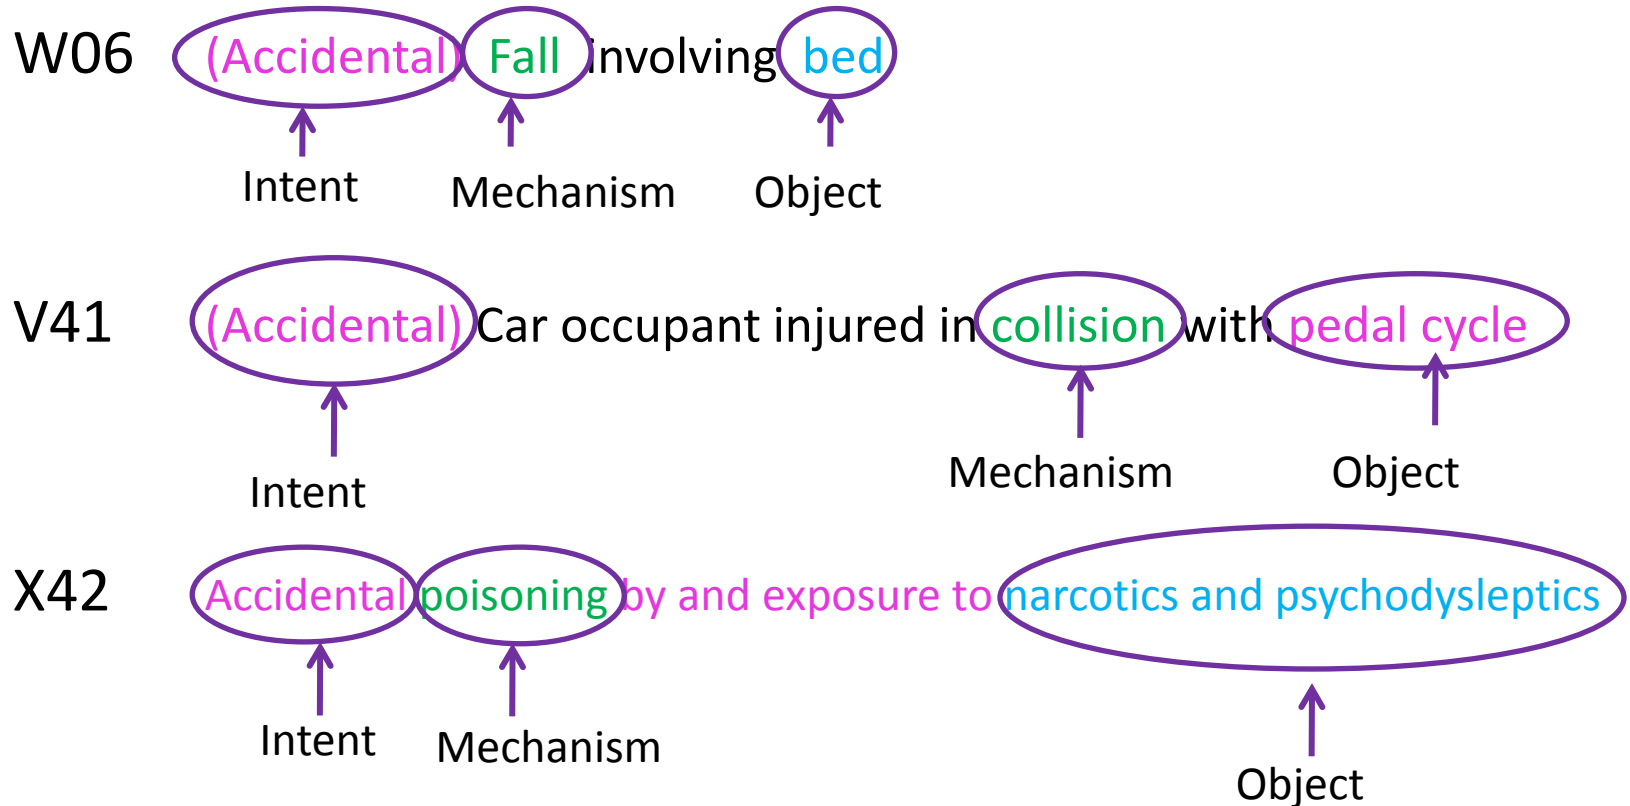 W06 (Accidental) Fall involving bed
Intent Mechanism Object
V41 (Accidental) Car occupant injured in collision with pedal cycle
Mechanism Object
Intent
X42 Accidental poisoning by and exposure to narcotics and psychodysleptics
Intent Mechanism
Object